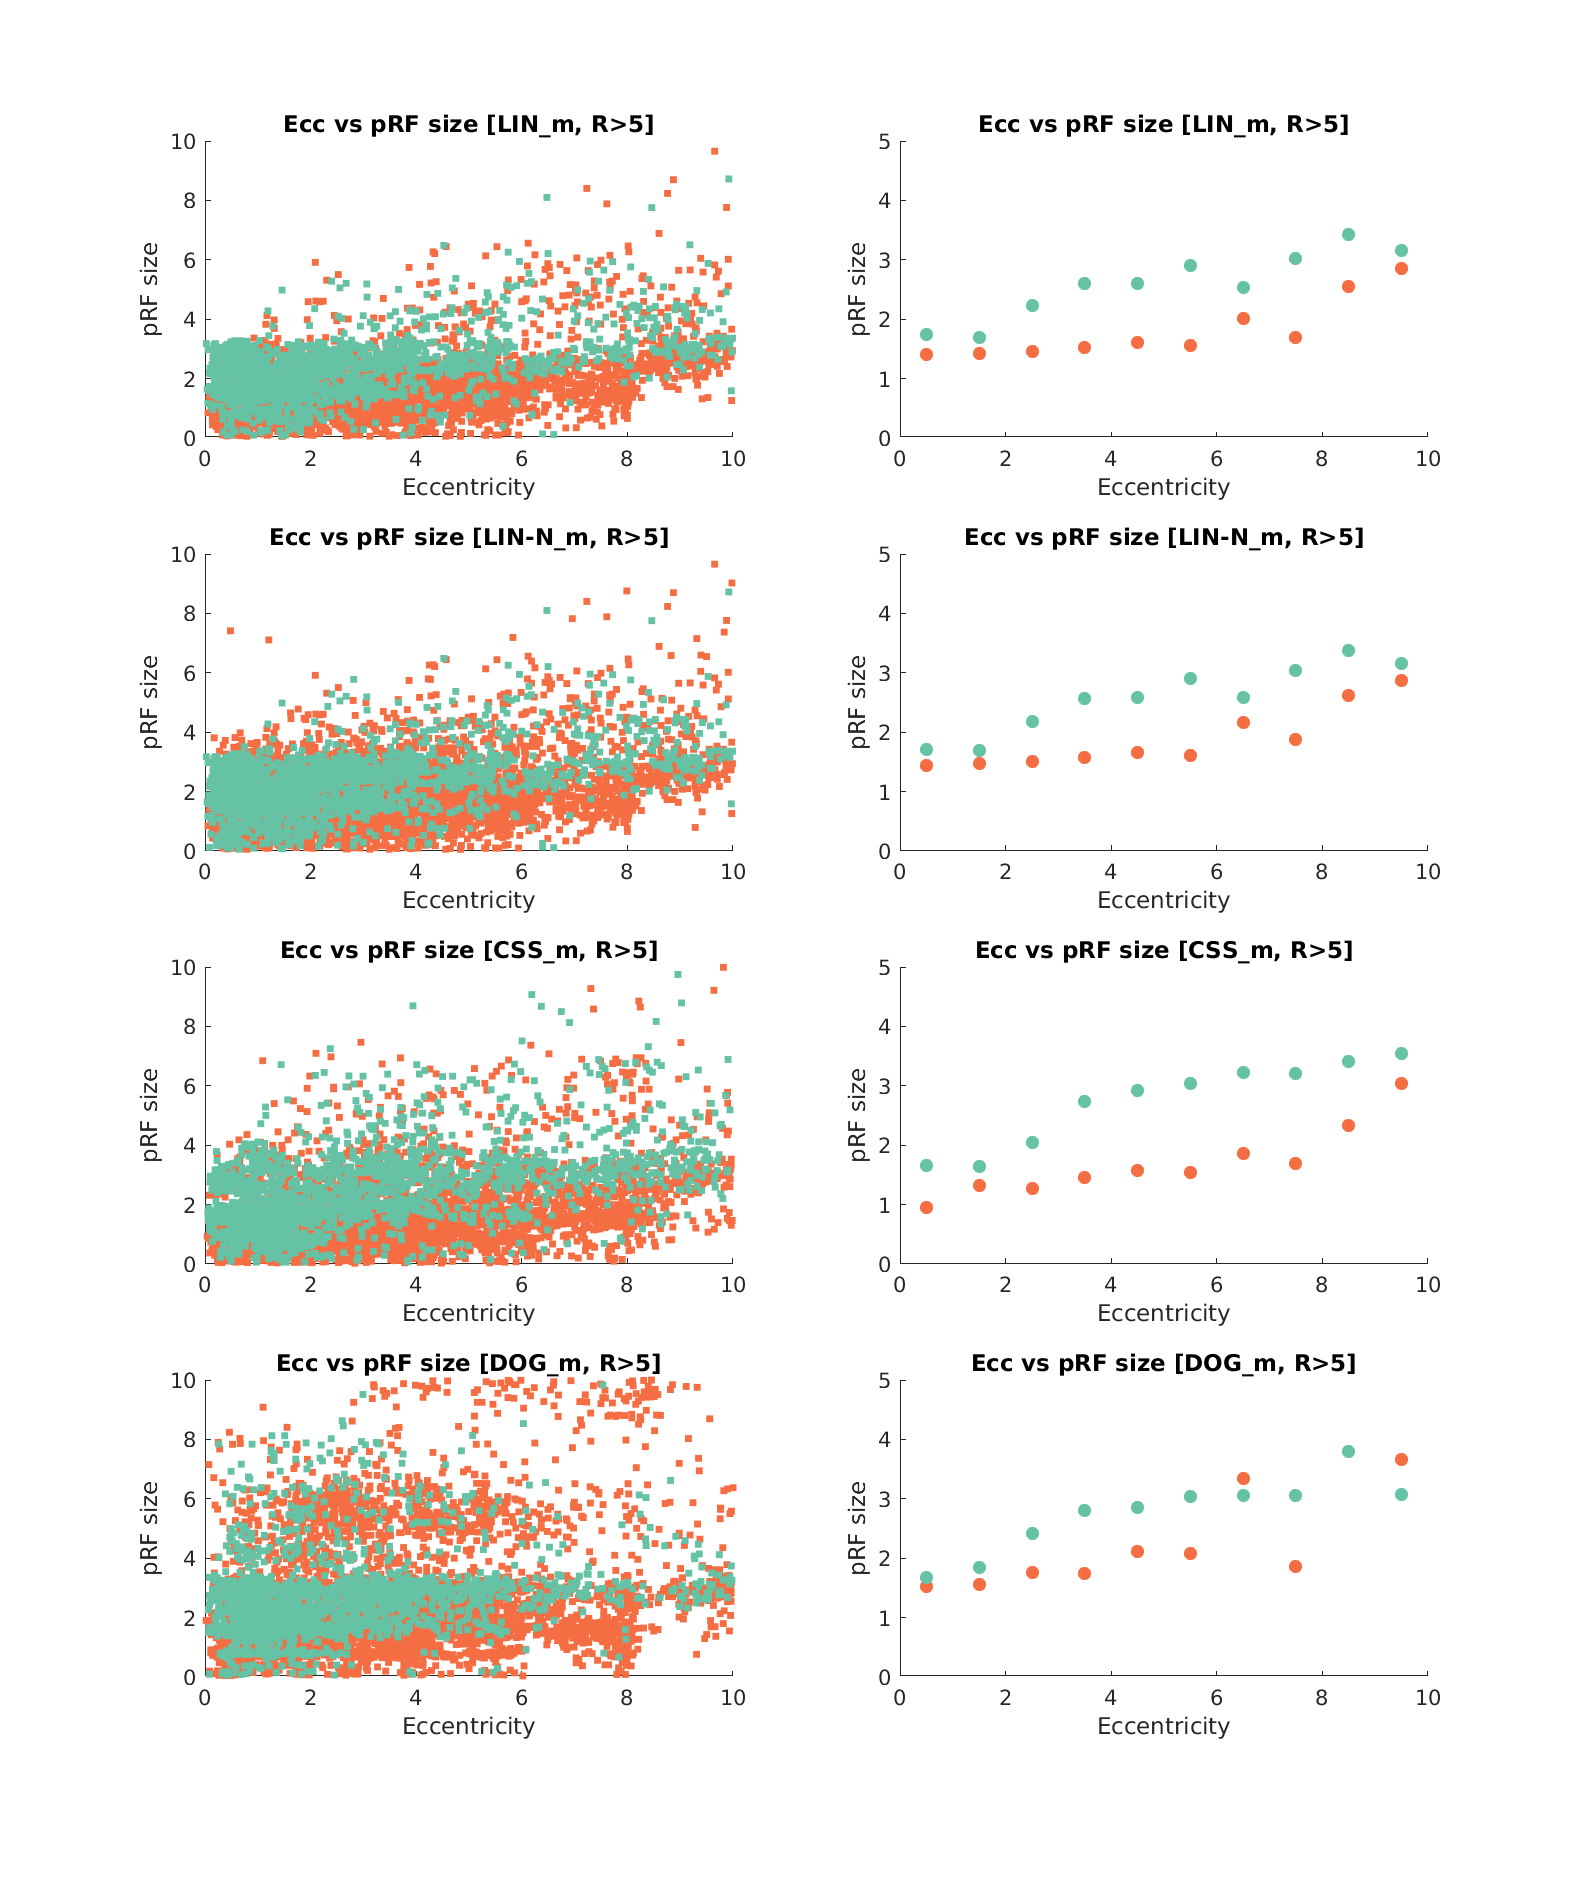 Ecc vs pRF size [LIN_m, R>5]
10
8
6
4
2
0
pRF size
0 2 4 6 8 10
Eccentricity
Ecc vs pRF size [LIN_m, R>5]
5
4
3
2
1
0
pRF size
0 2 4 6 8 10
Eccentricity
Ecc vs pRF size [LIN-N_m, R>5]
10
8
6
4
2
0
pRF size
0 2 4 6 8 10
Eccentricity
Ecc vs pRF size [LIN-N_m, R>5]
5
4
3
2
1
0
pRF size
0 2 4 6 8 10
Eccentricity
Ecc vs pRF size [CSS_m, R>5]
10
8
6
4
2
0
pRF size
0 2 4 6 8 10
Eccentricity
Ecc vs pRF size [CSS_m, R>5]
5
4
3
2
1
0
pRF size
0 2 4 6 8 10
Eccentricity
Ecc vs pRF size [DOG_m, R>5]
10
8
6
4
2
0
pRF size
0 2 4 6 8 10
Eccentricity
Ecc vs pRF size [DOG_m, R>5]
5
4
3
2
1
0
pRF size
0 2 4 6 8 10
Eccentricity